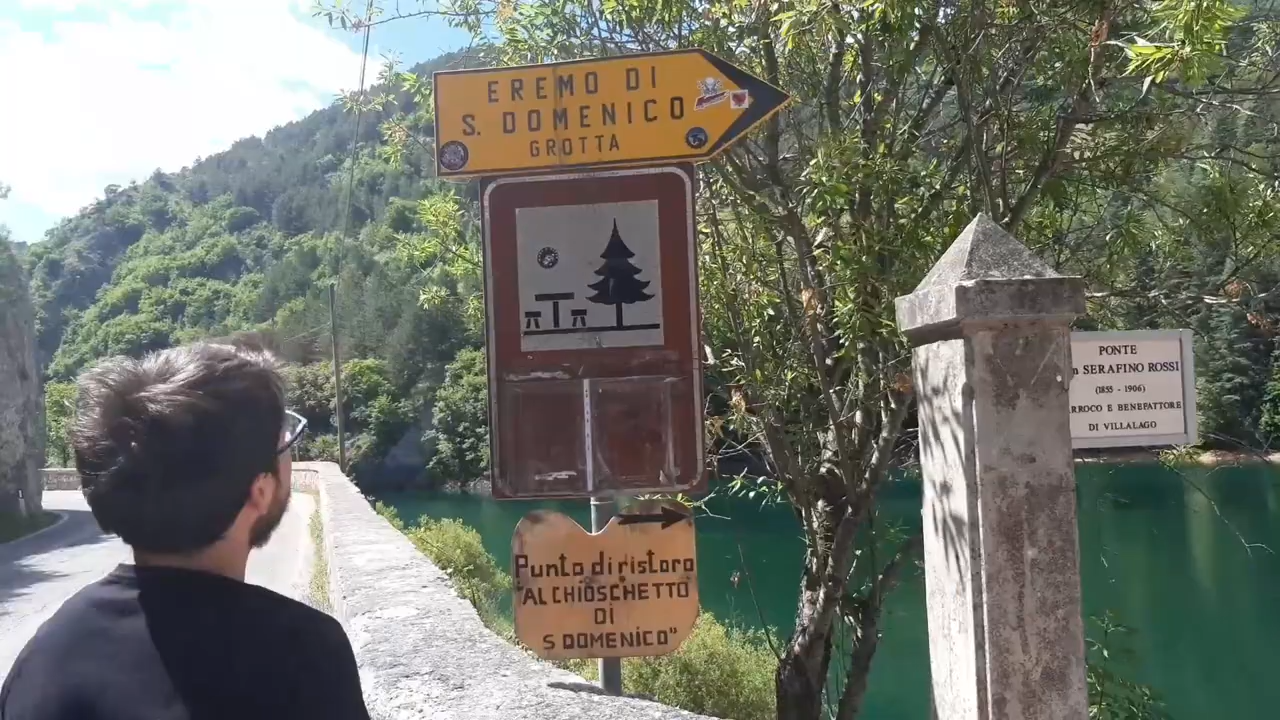 EREMO DI
S. DOMENICO
GROTTA
Punto di ristoro
"AL CHIOSCHETTO
DI
S DOMENICO"
PONTE
n SERAFINO ROSSI
(1855 - 1906)
RROCO E BENEFATTORE
DI VILLALAGO